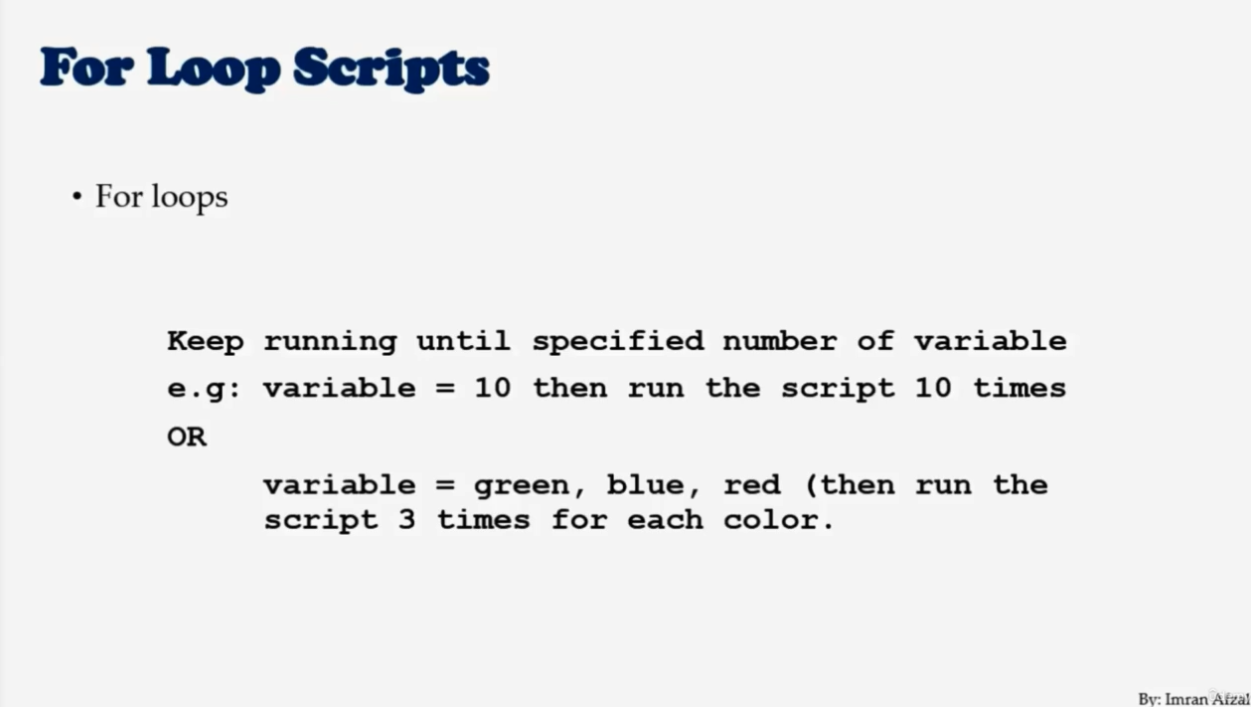 For Loop Scripts
• For loops
Keep running until specified number of variable
e.g: variable = 10 then run the script 10 times
OR
variable = green, blue, red (then run the
script 3 times for each color.
By: Imran Afzal